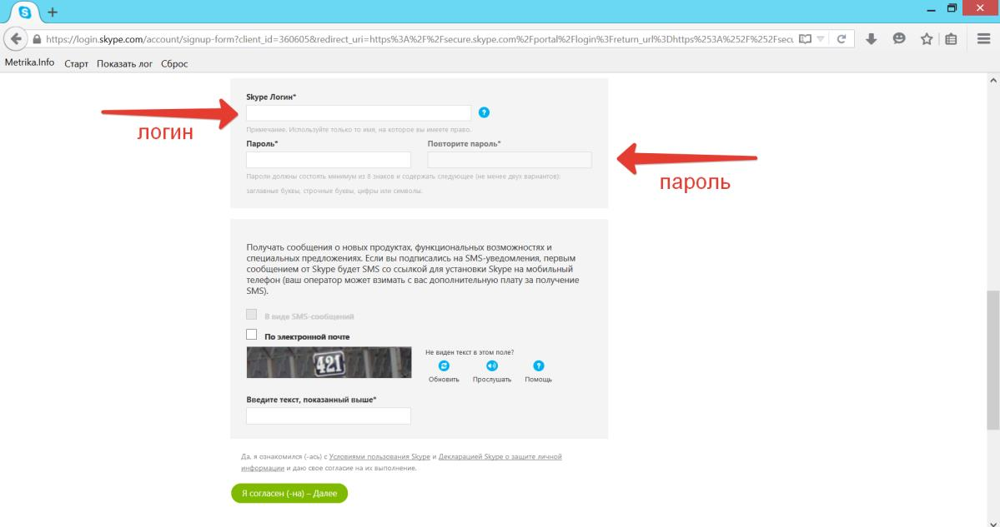 https://login.skype.com/account/signup-form?client_id=360605&redirect_uri=https%3A%2F%2Fsecure.skype.com%2Fportal%2Flogin%3Freturn_url%3Dhttps%253A%252F%252Fsecu
Metrika.Info Старт Показать лог Сброс
Skype Логин*
логин
Примечание. Используйте только то имя, на которое вы имеете право.
Пароль* Повторите пароль*
пароль
Пароли должны состоять минимум из 8 знаков и содержать следующее (не менее двух вариантов):
заглавные буквы, строчные буквы, цифры или символы.
Получать сообщения о новых продуктах, функциональных возможностях и
специальных предложениях. Если вы подписались на SMS-уведомления, первым
сообщением от Skype будет SMS со ссылкой для установки Skype на мобильный
телефон (ваш оператор может взимать с вас дополнительную плату за получение
SMS).
В виде SMS-сообщений
По электронной почте
421
Не виден текст в этом поле?
Обновить Прослушать Помощь
Введите текст, показанный выше*
Да, я ознакомился (-ась) с Условиями пользования Skype и Декларацией Skype о защите личной
информации и даю свое согласие на их выполнение.
Я согласен (-на) – Далее